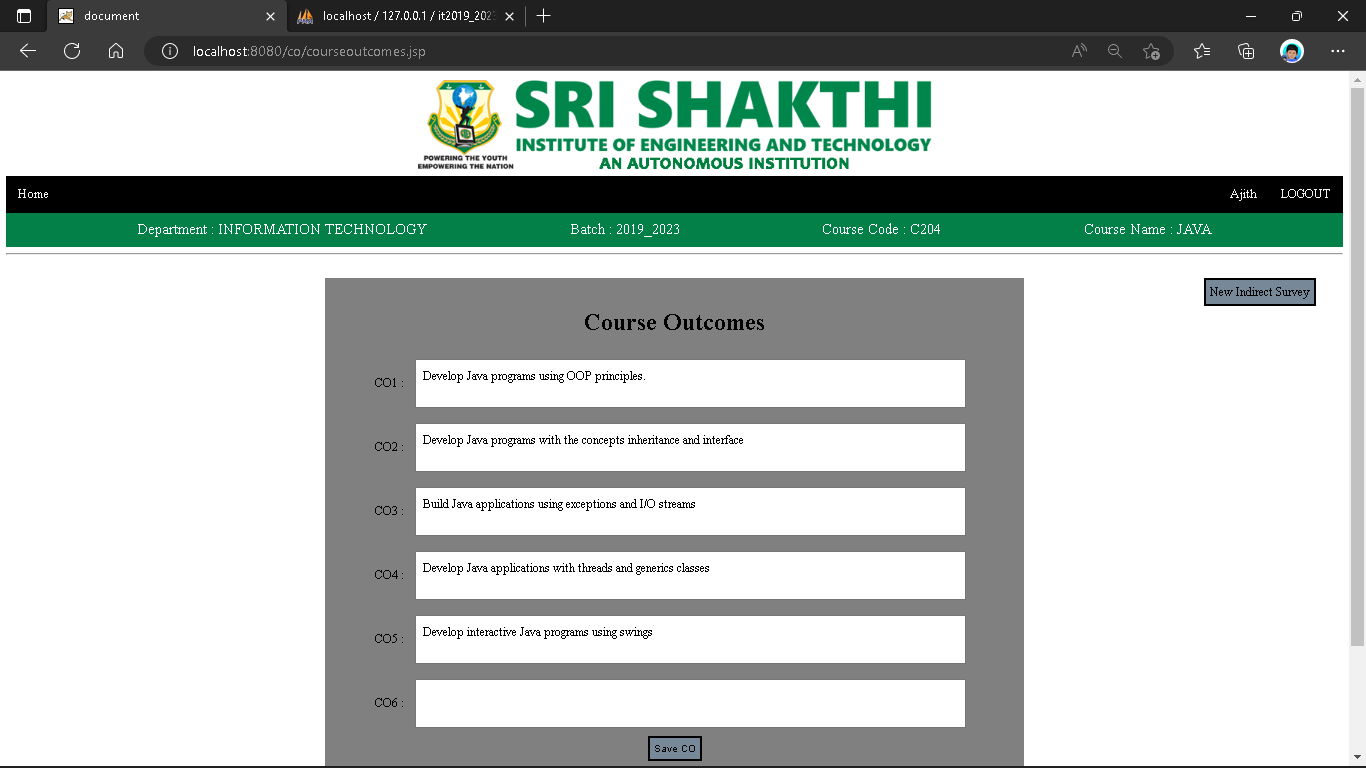 document
localhost / 127.0.0.1 / it2019_202
localhost:8080/co/courseoutcomes.jsp
SRI SHAKTHI
INSTITUTE OF ENGINEERING AND TECHNOLOGY
AN AUTONOMOUS INSTITUTION
POWERING THE YOUTH
EMPOWERING THE NATION
Home Ajith LOGOUT
Department : INFORMATION TECHNOLOGY Batch : 2019_2023 Course Code : C204 Course Name : JAVA
New Indirect Survey
Course Outcomes
CO1 : Develop Java programs using OOP principles.
CO2 : Develop Java programs with the concepts inheritance and interface
CO3 : Build Java applications using exceptions and I/O streams
CO4 : Develop Java applications with threads and generics classes
CO5 : Develop interactive Java programs using swings
CO6 :
Save CO